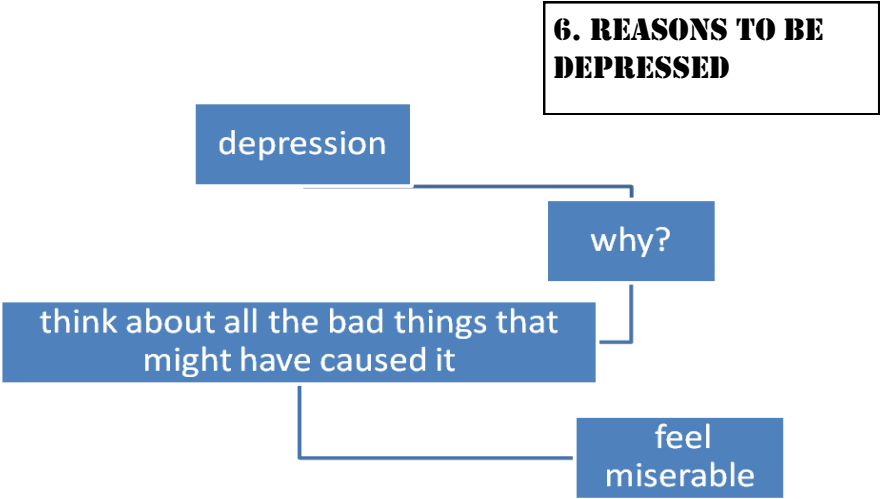 6. REASONS TO BE
DEPRESSED
depression
why?
think about all the bad things that
might have caused it
feel
miserable